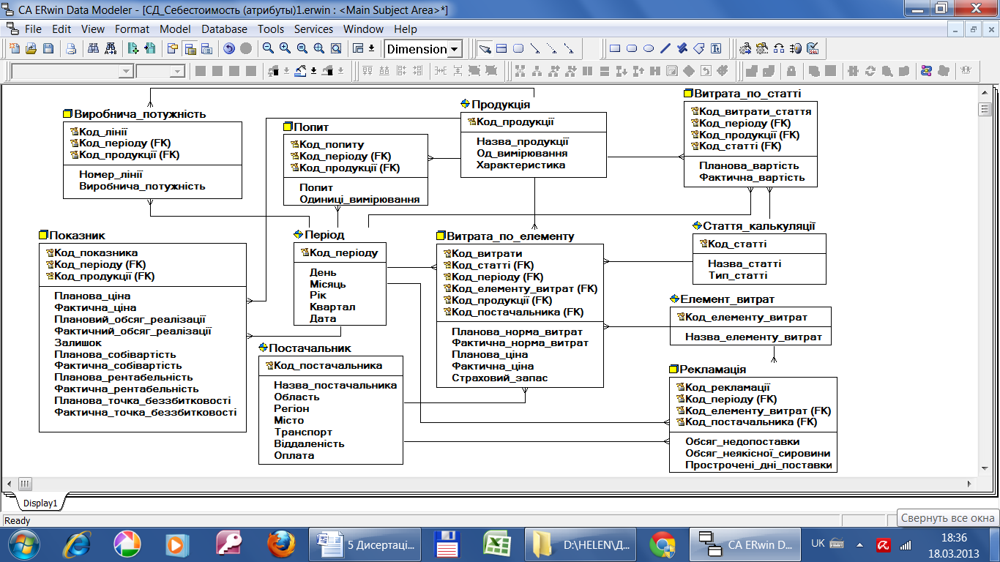 CA ERwin Data Modeler - [СД_Себестоимость (атрибуты)1.erwin : <Main Subject Area>*]
File Edit View Format Model Database Tools Services Window Help
Dimension
Виробнича_потужність
Код_лінії
Код_періоду (FK)
Код_продукції (FK)
Номер_лінії
Виробнича_потужність
Попит
Код_попиту
Код_періоду (FK)
Код_продукції (FK)
Попит
Одиниці_вимірювання
Продукція
Код_продукції
Назва_продукції
Од_вимірювання
Характеристика
Витрата_по_статті
Код_витрати_стаття
Код_періоду (FK)
Код_продукції (FK)
Код_статті (FK)
Планова_вартість
Фактична_вартість
Показник
Код_показника
Код_періоду (FK)
Код_продукції (FK)
Планова_ціна
Фактична_ціна
Плановий_обсяг_реалізації
Фактичний_обсяг_реалізації
Залишок
Планова_собівартість
Фактична_собівартість
Планова_рентабельність
Фактична_рентабельність
Планова_точка_беззбитковості
Фактична_точка_беззбитковості
Період
Код_періоду
День
Місяць
Рік
Квартал
Дата
Витрата_по_елементу
Код_витрати
Код_статті (FK)
Код_періоду (FK)
Код_елементу_витрат (FK)
Код_продукції (FK)
Код_постачальника (FK)
Планова_норма_витрат
Фактична_норма_витрат
Планова_ціна
Фактична_ціна
Страховий_запас
Стаття_калькуляції
Код_статті
Назва_статті
Тип_статті
Елемент_витрат
Код_елементу_витрат
Назва_елементу_витрат
Постачальник
Код_постачальника
Назва_постачальника
Область
Регіон
Місто
Транспорт
Віддаленість
Оплата
Рекламація
Код_рекламації
Код_періоду (FK)
Код_елементу_витрат (FK)
Код_постачальника (FK)
Обсяг_недопоставки
Обсяг_неякісної_сировини
Прострочені_дні_поставки
Display1
Ready
Свернуть все окна
5 Дисертаці...
D:\HELEN\Д...
CA ERwin D...
UK
18:36
18.03.2013